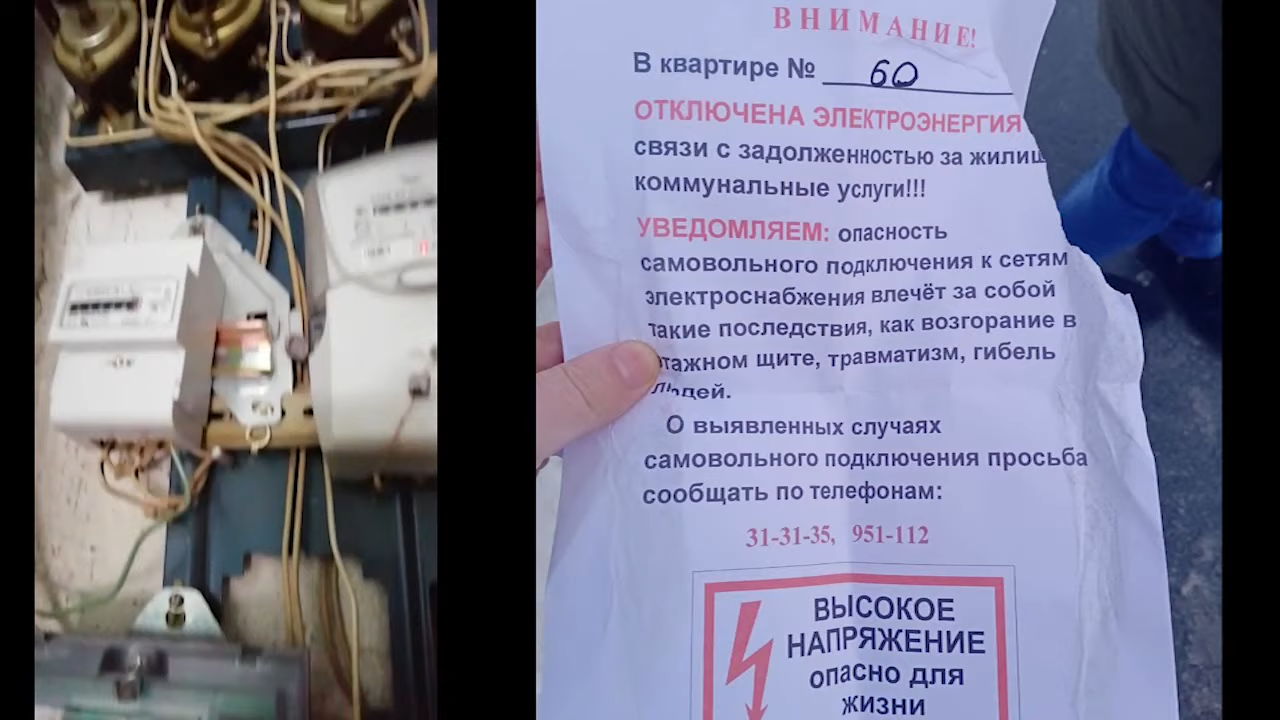 ВНИМАНИЕ!
В квартире № 60
ОТКЛЮЧЕНА ЭЛЕКТРОЭНЕРГИЯ
связи с задолженностью за
коммунальные услуги!!!
УВЕДОМЛЯЕМ: опасность
самовольного подключения к сетям
электроснабжения влечёт за собой
такие последствия, как возгорание в
этажном щите, травматизм, гибель
людей.
О выявленных случаях
самовольного подключения просьба
сообщать по телефонам:
31-31-35, 951-112
ВЫСОКОЕ
НАПРЯЖЕНИЕ
опасно для
жизни